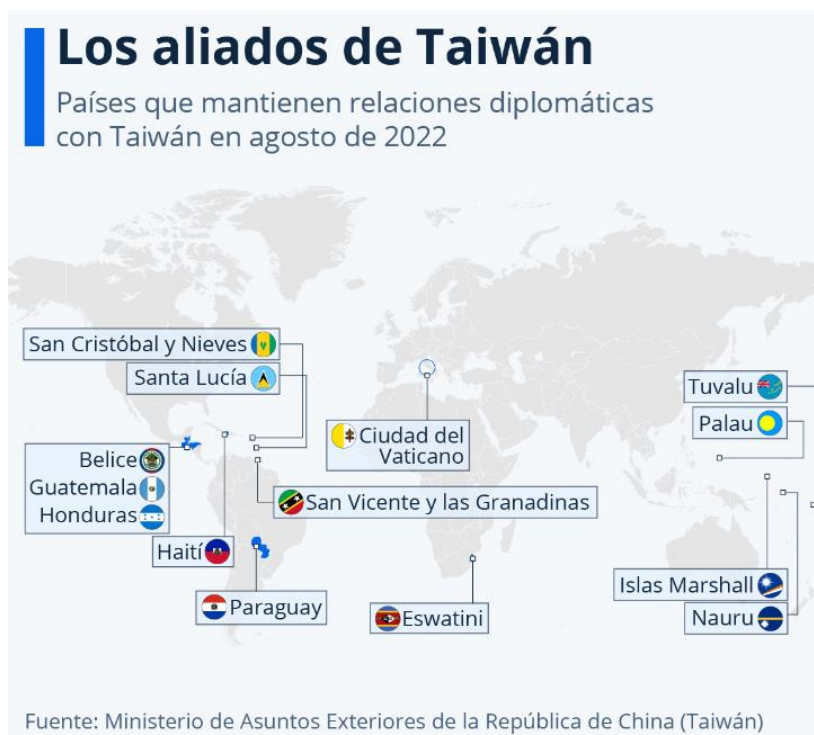 Los aliados de Taiwán
Países que mantienen relaciones diplomáticas
con Taiwán en agosto de 2022
San Cristóbal y Nieves
Santa Lucía
Tuvalu
Palau
Ciudad del
Vaticano
Belice
Guatemala
Honduras
San Vicente y las Granadinas
Haití
Islas Marshall
Paraguay
Eswatini
Nauru
Fuente: Ministerio de Asuntos Exteriores de la República de China (Taiwán)